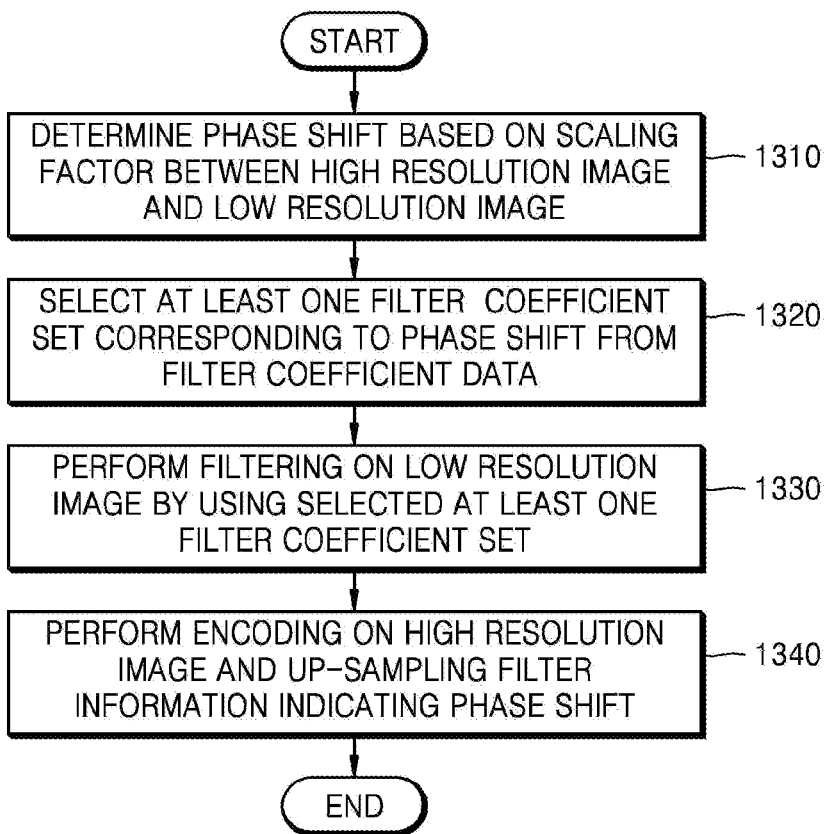 START
DETERMINE PHASE SHIFT BASED ON SCALING
FACTOR BETWEEN HIGH RESOLUTION IMAGE
AND LOW RESOLUTION IMAGE
1310
SELECT AT LEAST ONE FILTER COEFFICIENT
SET CORRESPONDING TO PHASE SHIFT FROM
FILTER COEFFICIENT DATA
1320
PERFORM FILTERING ON LOW RESOLUTION
IMAGE BY USING SELECTED AT LEAST ONE
FILTER COEFFICIENT SET
1330
PERFORM ENCODING ON HIGH RESOLUTION
IMAGE AND UP-SAMPLING FILTER
INFORMATION INDICATING PHASE SHIFT
1340
END